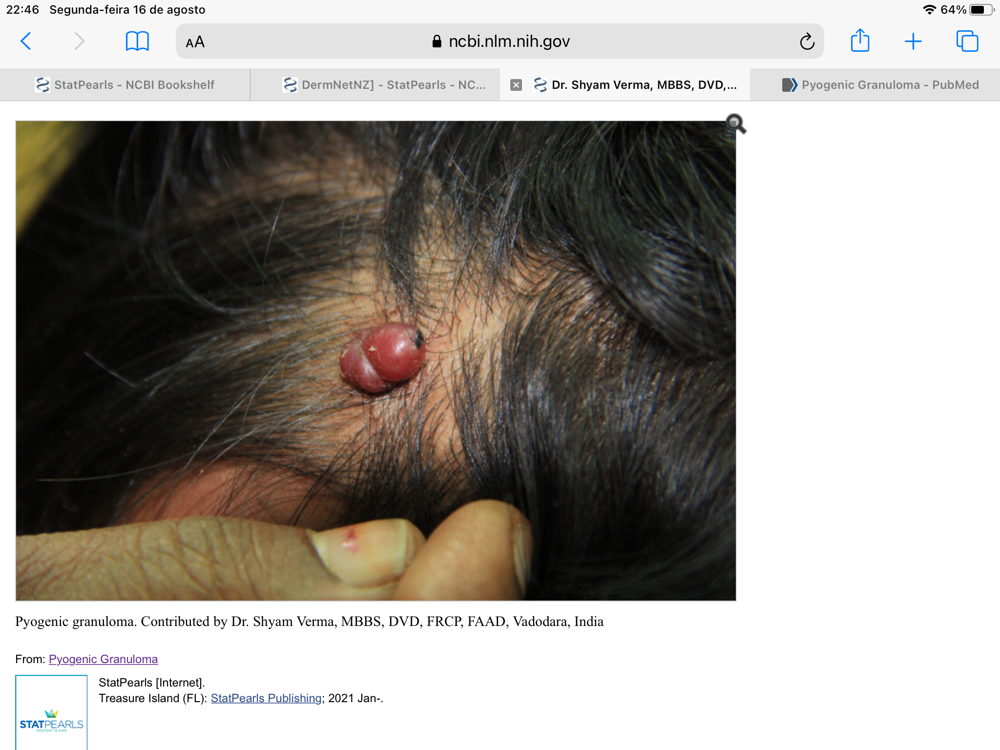 22:46 Segunda-feira 16 de agosto 64%
AA ncbi.nlm.nih.gov
StatPearls - NCBI Bookshelf
DermNetNZ] - StatPearls - NC...
Dr. Shyam Verma, MBBS, DVD,...
Pyogenic Granuloma - PubMed
Pyogenic granuloma. Contributed by Dr. Shyam Verma, MBBS, DVD, FRCP, FAAD, Vadodara, India
From: Pyogenic Granuloma
StatPearls [Internet].
Treasure Island (FL): StatPearls Publishing; 2021 Jan-.
STATPEARLS
CONTENT IS KING